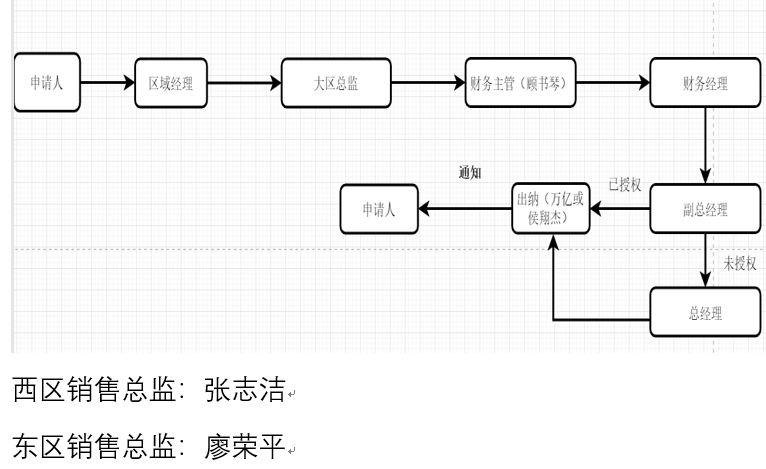 申请人
区域经理
大区总监
财务主管（顾书琴）
财务经理
通知
已授权
申请人
出纳（万亿或
侯翔杰）
副总经理
未授权
总经理
西区销售总监：张志洁
东区销售总监：廖荣平